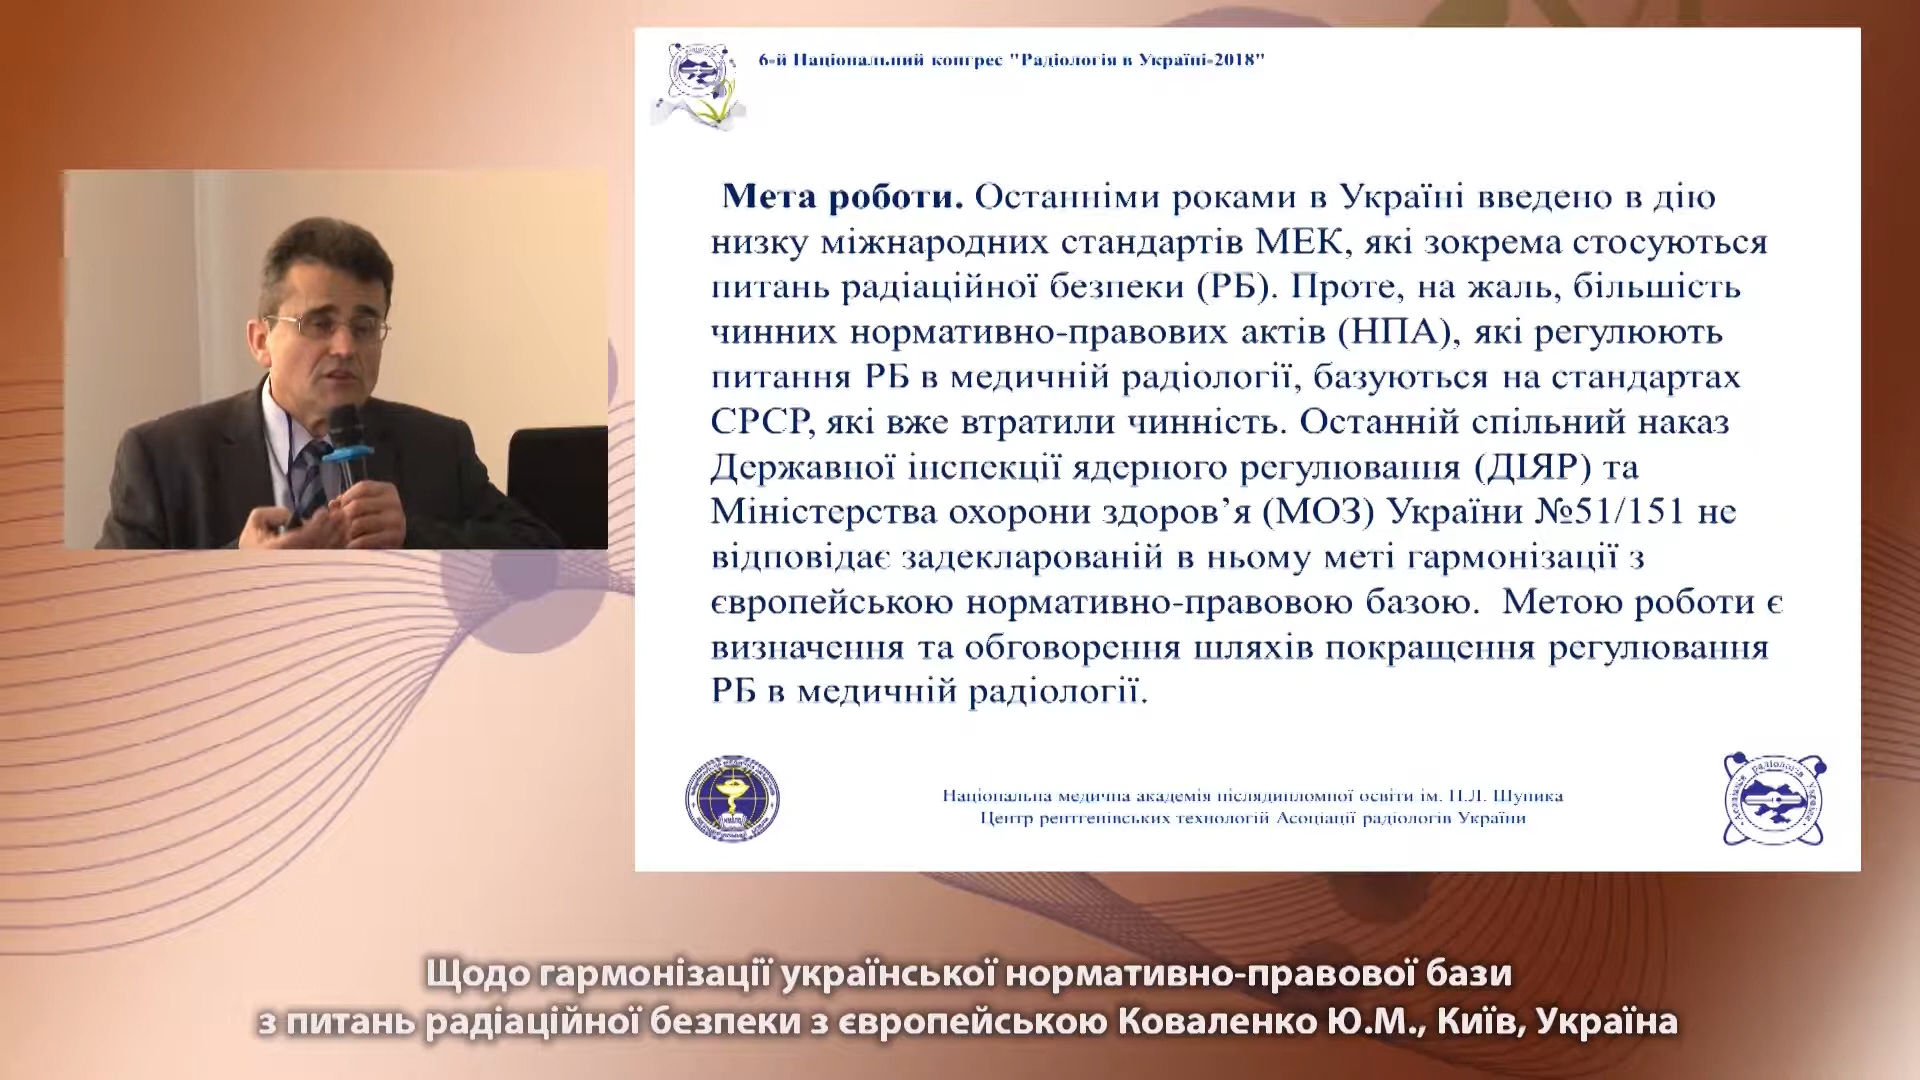 6-й Національний конгрес "Радіологія в Україні-2018"
Мета роботи. Останніми роками в Україні введено в дію
низку міжнародних стандартів МЕК, які зокрема стосуються
питань радіаційної безпеки (РБ). Проте, на жаль, більшість
чинних нормативно-правових актів (НПА), які регулюють
питання РБ в медичній радіології, базуються на стандартах
СРСР, які вже втратили чинність. Останній спільний наказ
Державної інспекції ядерного регулювання (ДІЯР) та
Міністерства охорони здоров’я (МОЗ) України №51/151 не
відповідає задекларованій в ньому меті гармонізації з
європейською нормативно-правовою базою. Метою роботи є
визначення та обговорення шляхів покращення регулювання
РБ в медичній радіології.
Національна медична академія післядипломної освіти ім. П.Л. Шупика
Центр рентгенівських технологій Асоціації радіологів України
Щодо гармонізації української нормативно-правової бази
з питань радіаційної безпеки з європейською Коваленко Ю.М., Київ, Україна